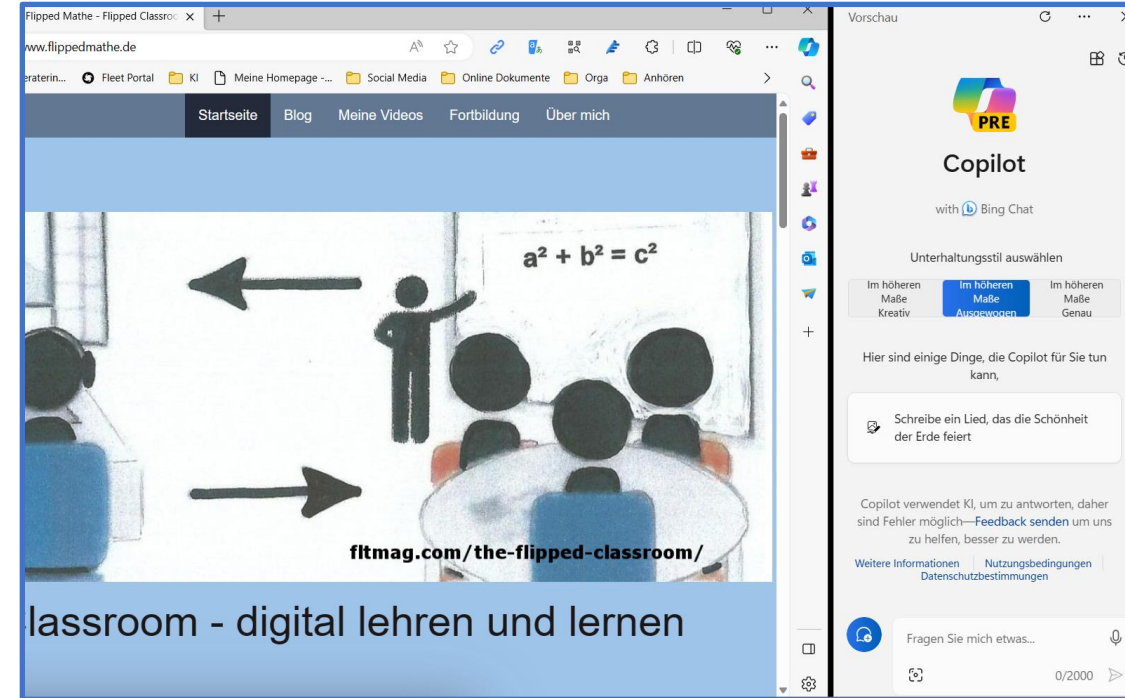 Flipped Mathe - Flipped Classroo
www.flippedmathe.de
eraterin... Fleet Portal KI Meine Homepage -... Social Media Online Dokumente Orga Anhören
Startseite Blog Meine Videos Fortbildung Über mich
a² + b² = c²
fltmag.com/the-flipped-classroom/
lassroom - digital lehren und lernen
Vorschau
PRE
Copilot
with b Bing Chat
Unterhaltungsstil auswählen
Im höheren Maße Kreativ
Im höheren Maße Ausgewogen
Im höheren Maße Genau
Hier sind einige Dinge, die Copilot für Sie tun
kann,
Schreibe ein Lied, das die Schönheit
der Erde feiert
Copilot verwendet KI, um zu antworten, daher
sind Fehler möglich—Feedback senden um uns
zu helfen, besser zu werden.
Weitere Informationen Nutzungsbedingungen
Datenschutzbestimmungen
Fragen Sie mich etwas...
0/2000